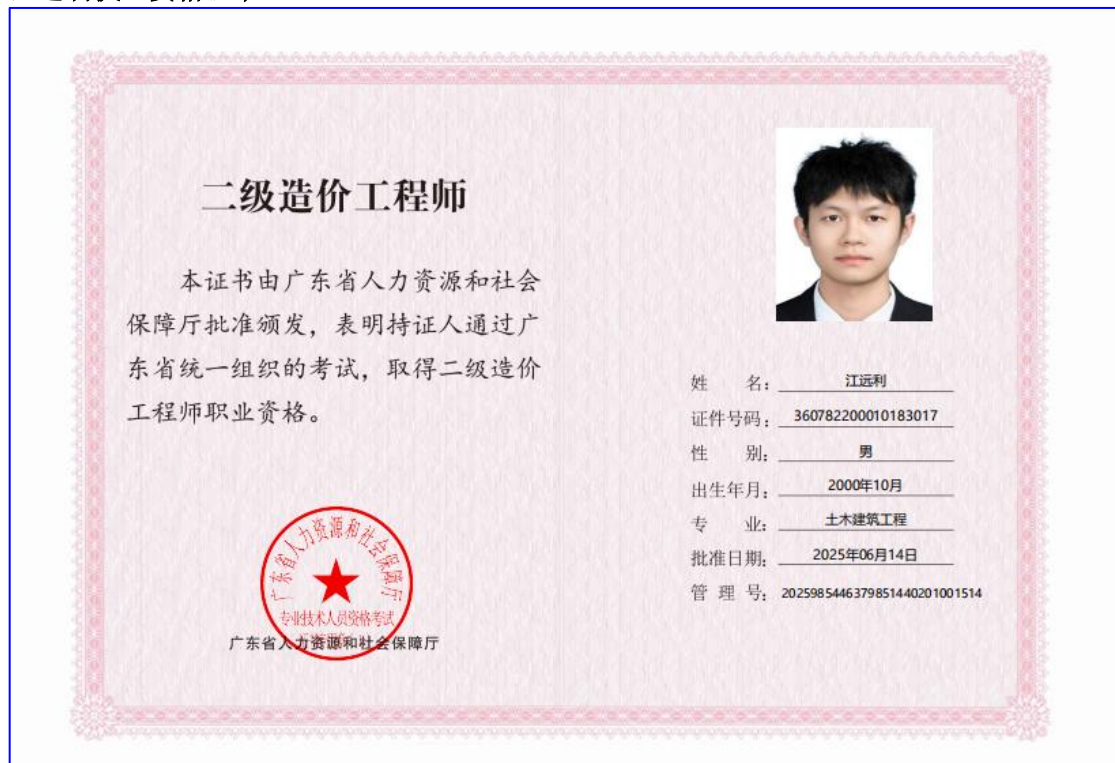 二级造价工程师
本证书由广东省人力资源和社会
保障厅批准颁发，表明持证人通过广
东省统一组织的考试，取得二级造价
工程师职业资格。
广东省人力资源和社会保障厅
专业技术人员资格考试
广东省人力资源和社会保障厅
姓名：江远利
证件号码：360782200010183017
性别：男
出生年月：2000年10月
专业：土木建筑工程
批准日期：2025年06月14日
管理号：20259854463798514402010​01514